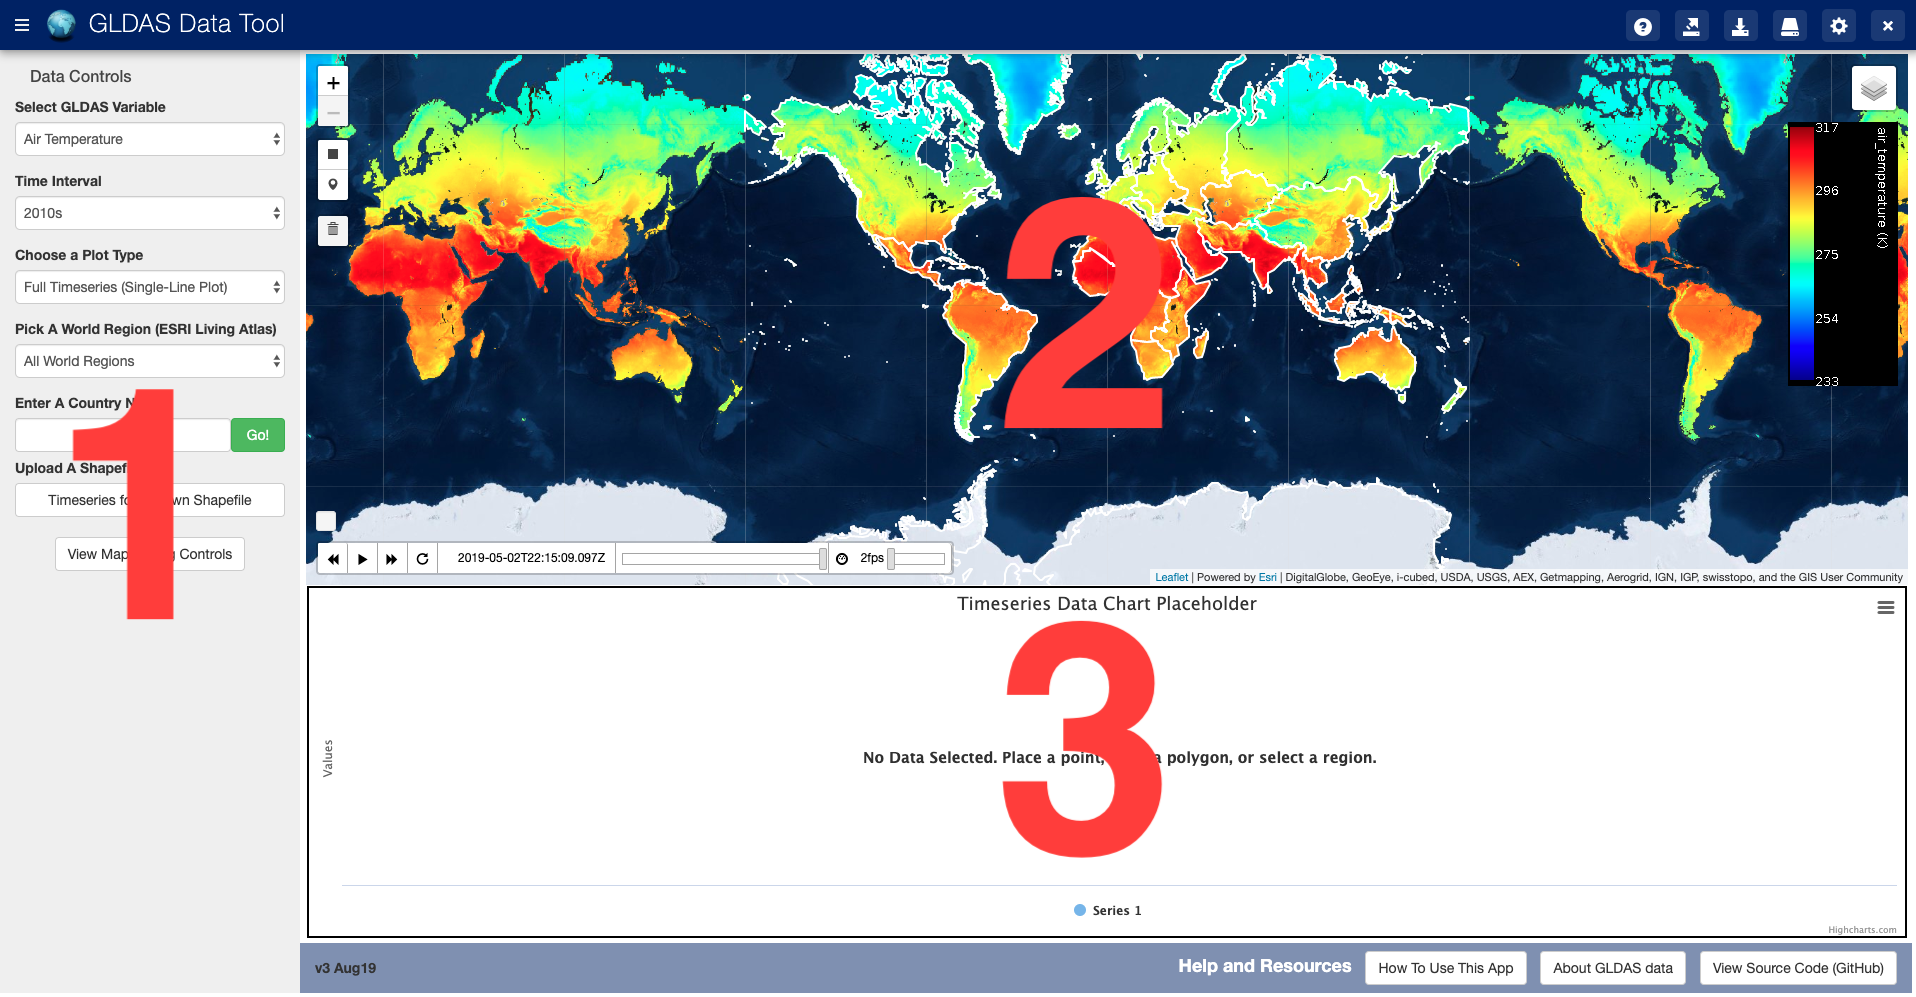 GLDAS Data Tool
Data Controls
Select GLDAS Variable
Air Temperature
Time Interval
2010s
Choose a Plot Type
Full Timeseries (Single-Line Plot)
Pick A World Region (ESRI Living Atlas)
All World Regions
Enter A Country N
Go!
Upload A Shapef
Timeseries fo wn Shapefile
View Map g Controls
1
+
−
2
317
296
275
254
233
air_temperature (K)
2019-05-02T22:15:09.097Z
2fps
Leaflet | Powered by Esri | DigitalGlobe, GeoEye, i-cubed, USDA, USGS, AEX, Getmapping, Aerogrid, IGN, IGP, swisstopo, and the GIS User Community
Timeseries Data Chart Placeholder
Values
No Data Selected. Place a point, a polygon, or select a region.
3
Series 1
Highcharts.com
v3 Aug19
Help and Resources
How To Use This App
About GLDAS data
View Source Code (GitHub)